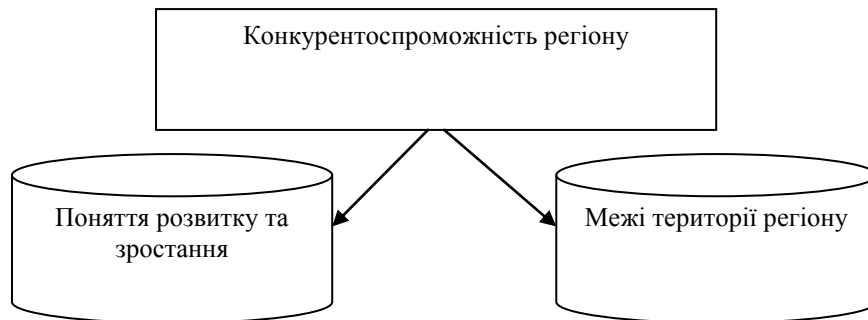 Конкурентоспроможність регіону
Поняття розвитку та
зростання
Межі території регіону